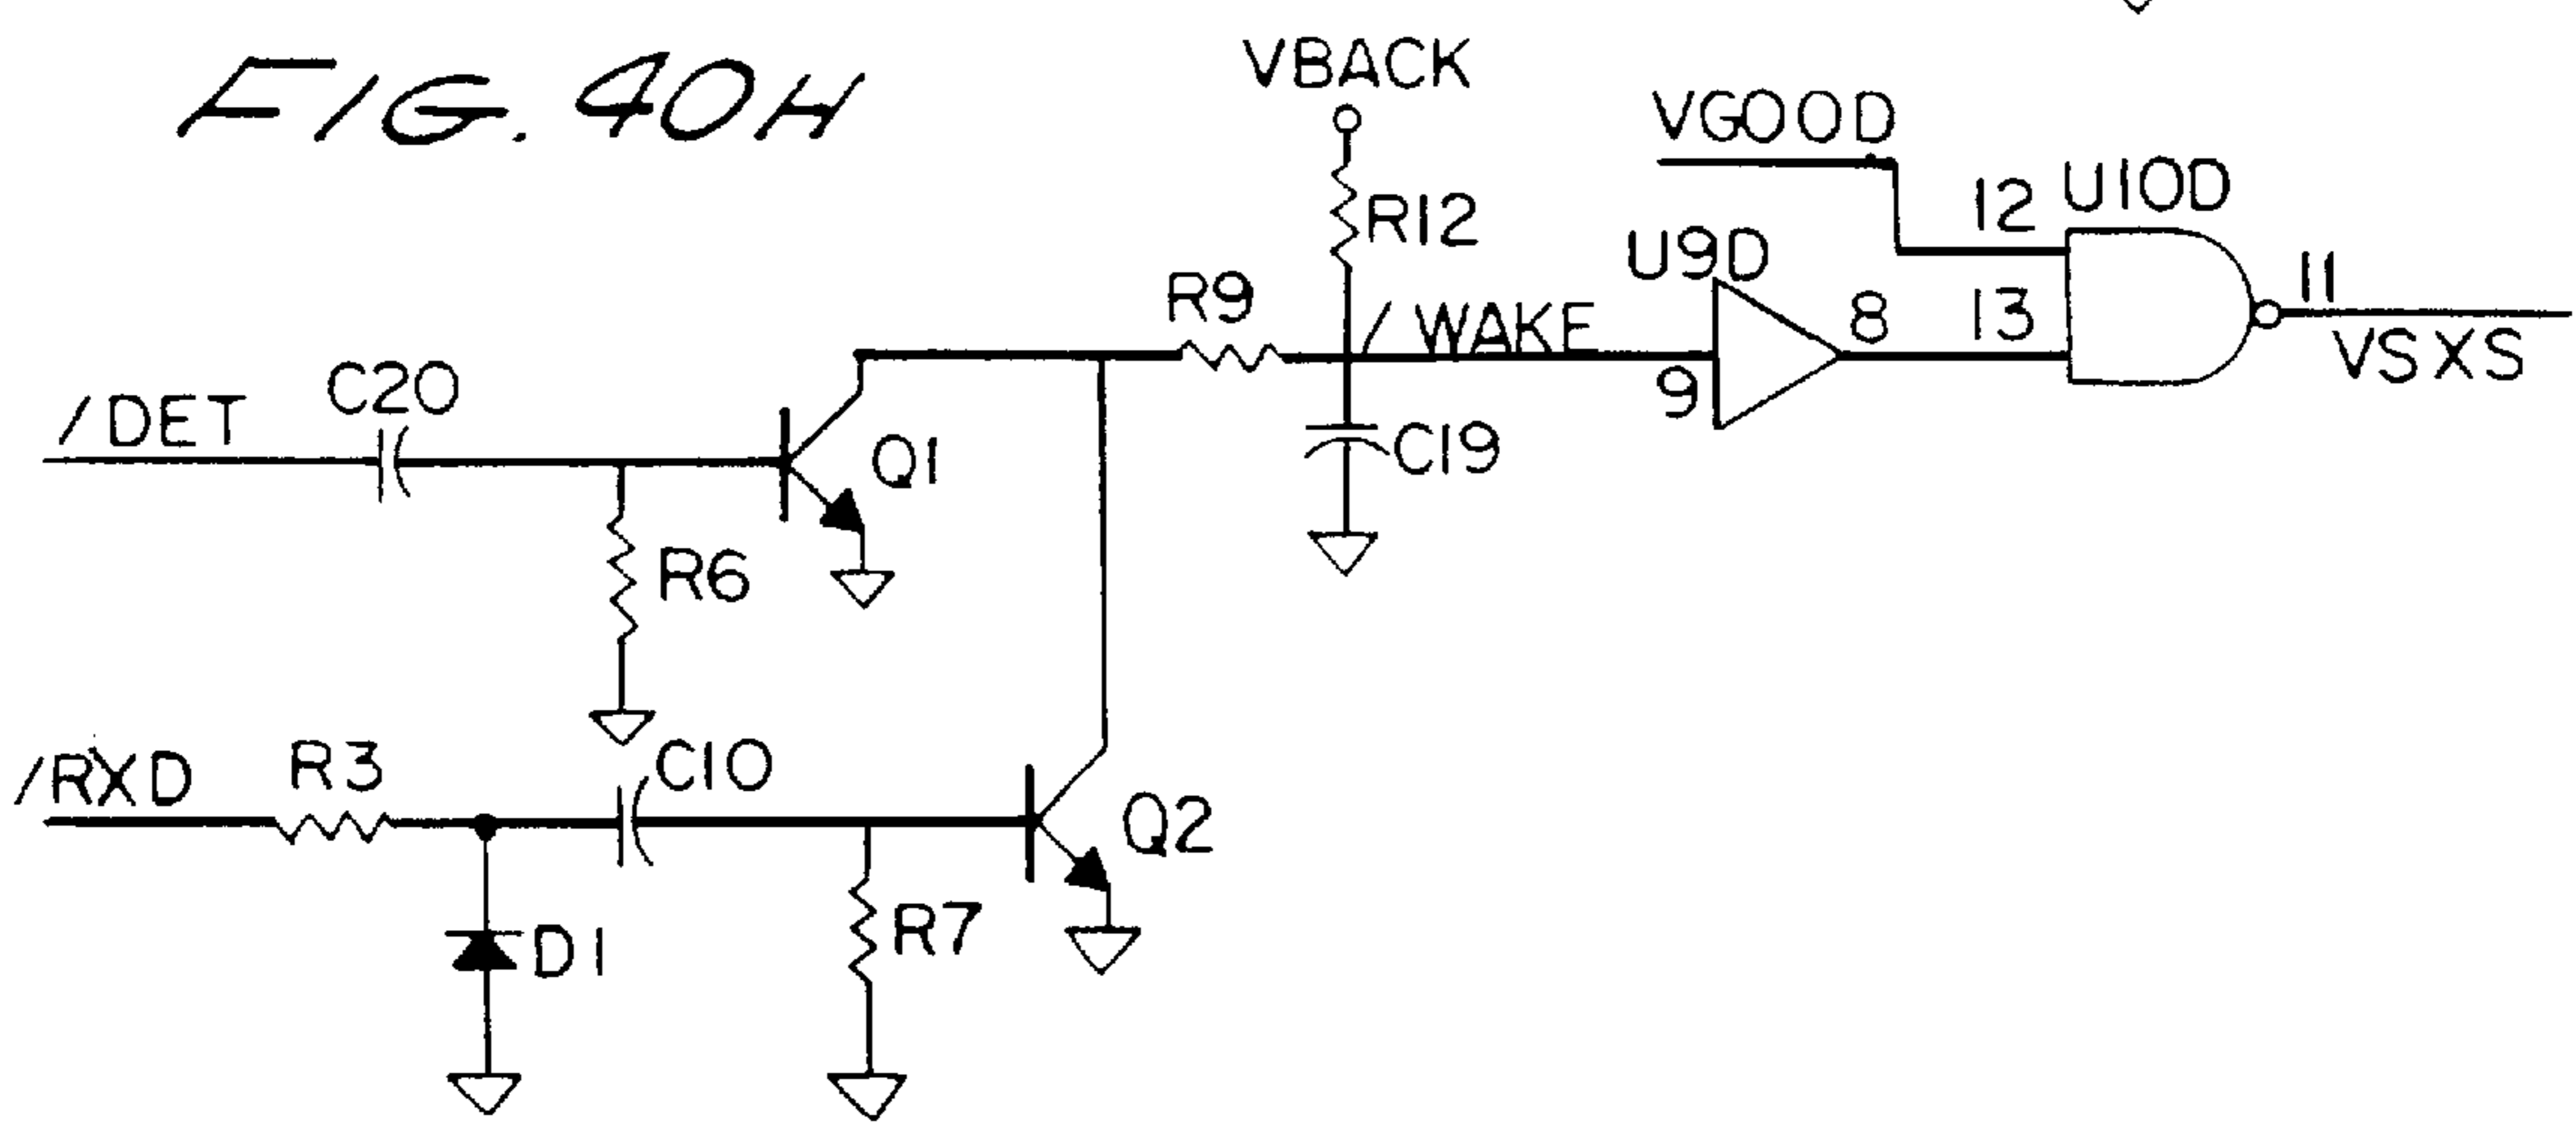 FIG. 40H
VBACK
VGOOD
R12
12
U10D
U9D
R9
/WAKE
8
13
11
VSXS
9
C20
/DET
Q1
C19
R6
/RXD
R3
C10
Q2
R7
D1